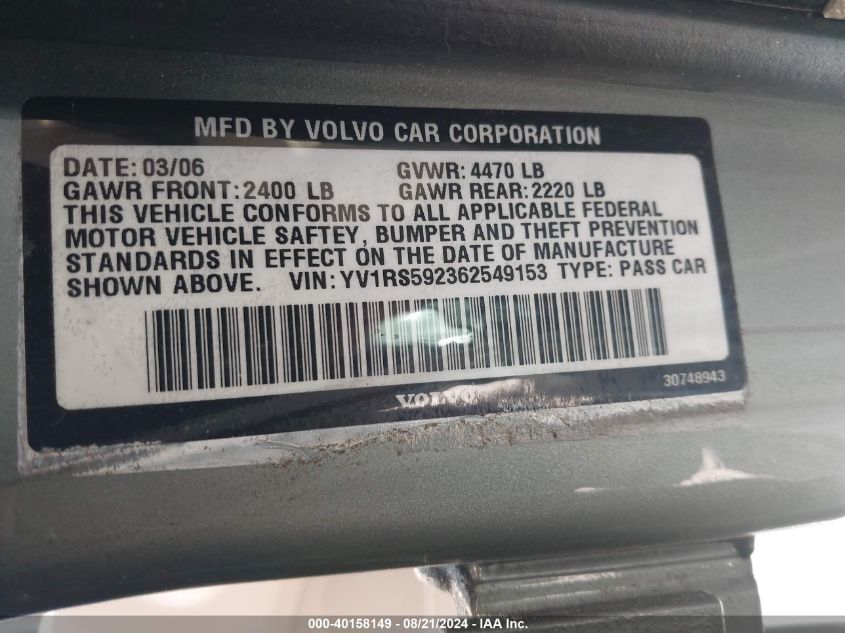 MFD BY VOLVO CAR CORPORATION
DATE: 03/06 GVWR: 4470 LB
GAWR FRONT: 2400 LB GAWR REAR: 2220 LB
THIS VEHICLE CONFORMS TO ALL APPLICABLE FEDERAL
MOTOR VEHICLE SAFTEY, BUMPER AND THEFT PREVENTION
STANDARDS IN EFFECT ON THE DATE OF MANUFACTURE
SHOWN ABOVE. VIN: YV1RS592362549153 TYPE: PASS CAR
30748943
VOLVO
000-40158149 - 08/21/2024 - IAA Inc.